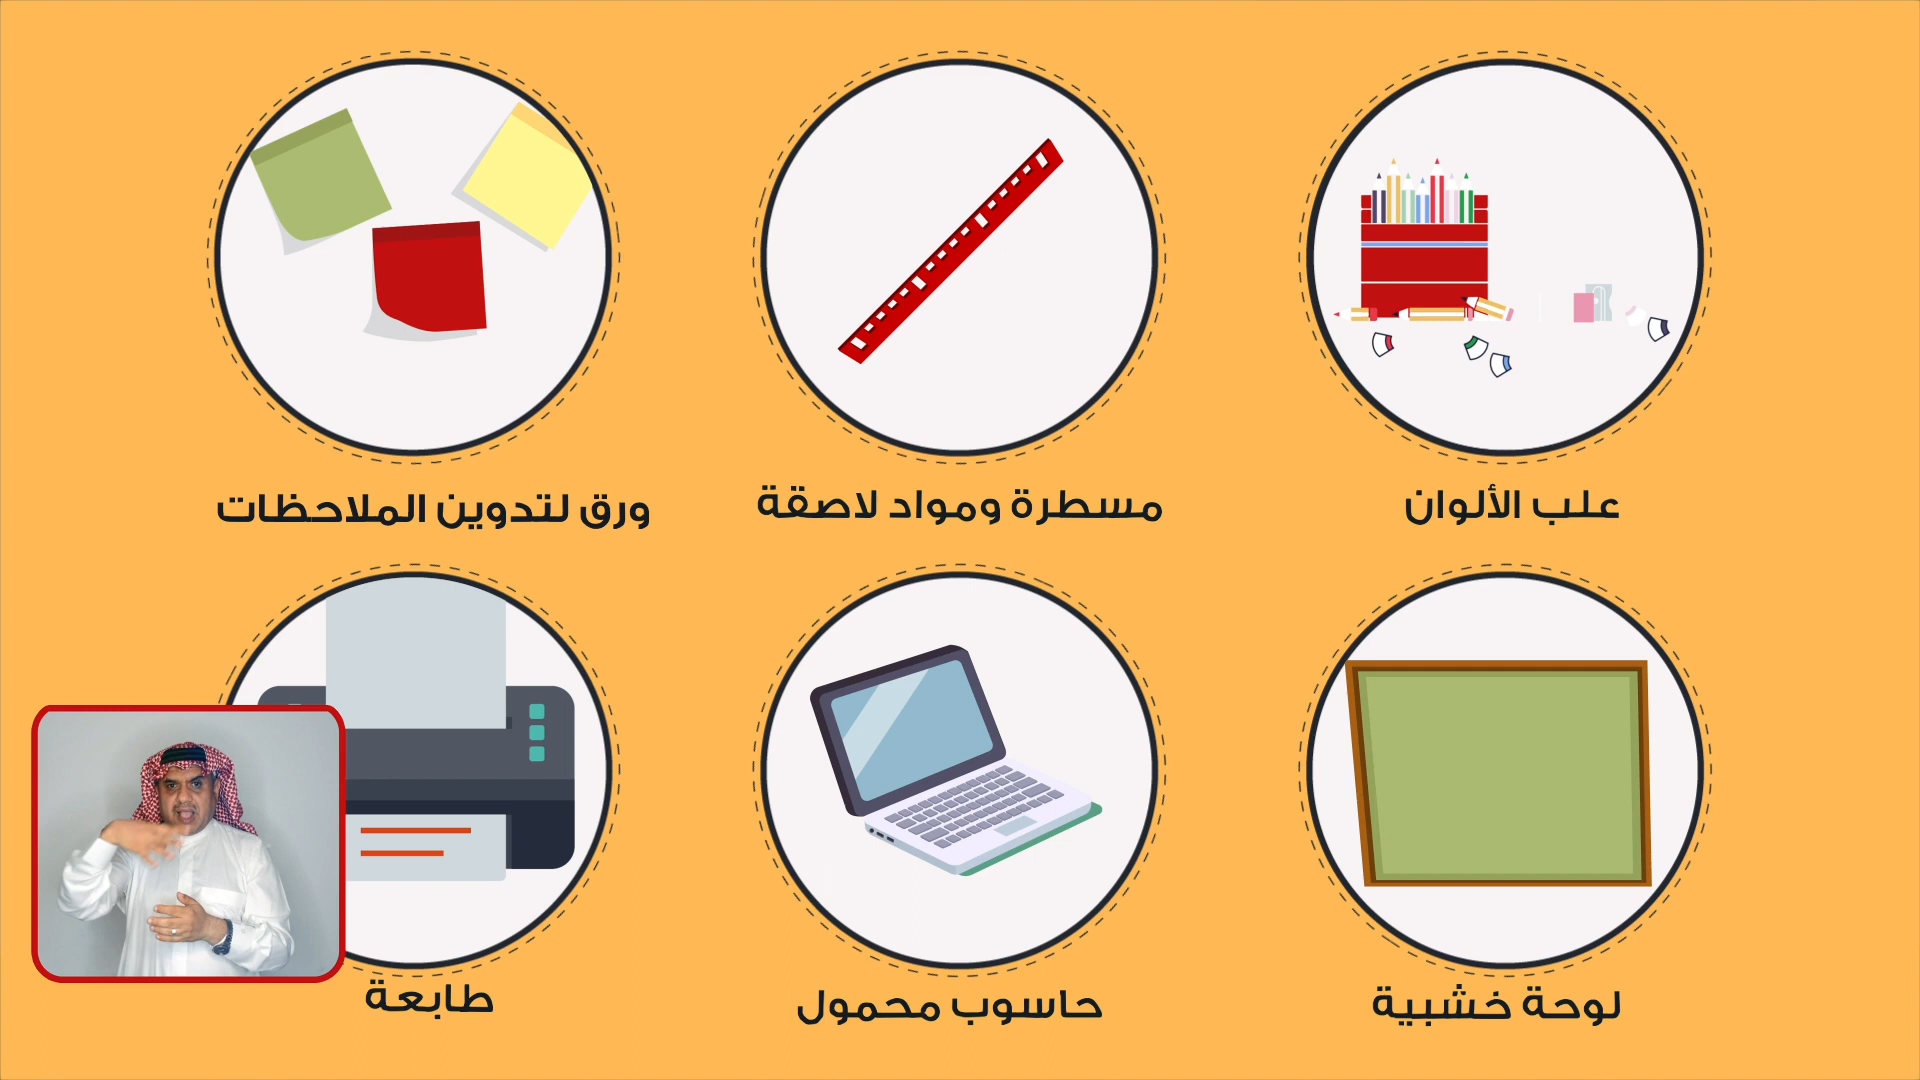 علب الألوان
مسطرة ومواد لاصقة
ورق لتدوين الملاحظات
لوحة خشبية
حاسوب محمول
طابعة